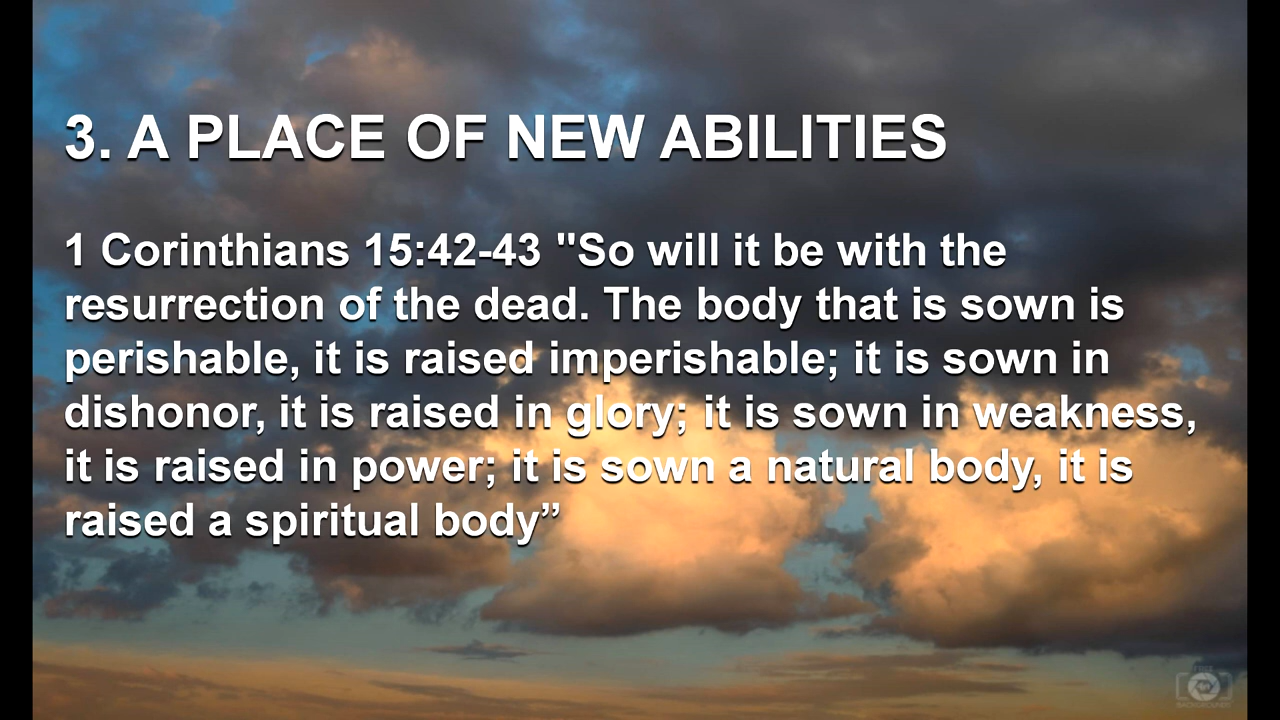 3. A PLACE OF NEW ABILITIES
1 Corinthians 15:42-43 "So will it be with the
resurrection of the dead. The body that is sown is
perishable, it is raised imperishable; it is sown in
dishonor, it is raised in glory; it is sown in weakness,
it is raised in power; it is sown a natural body, it is
raised a spiritual body”